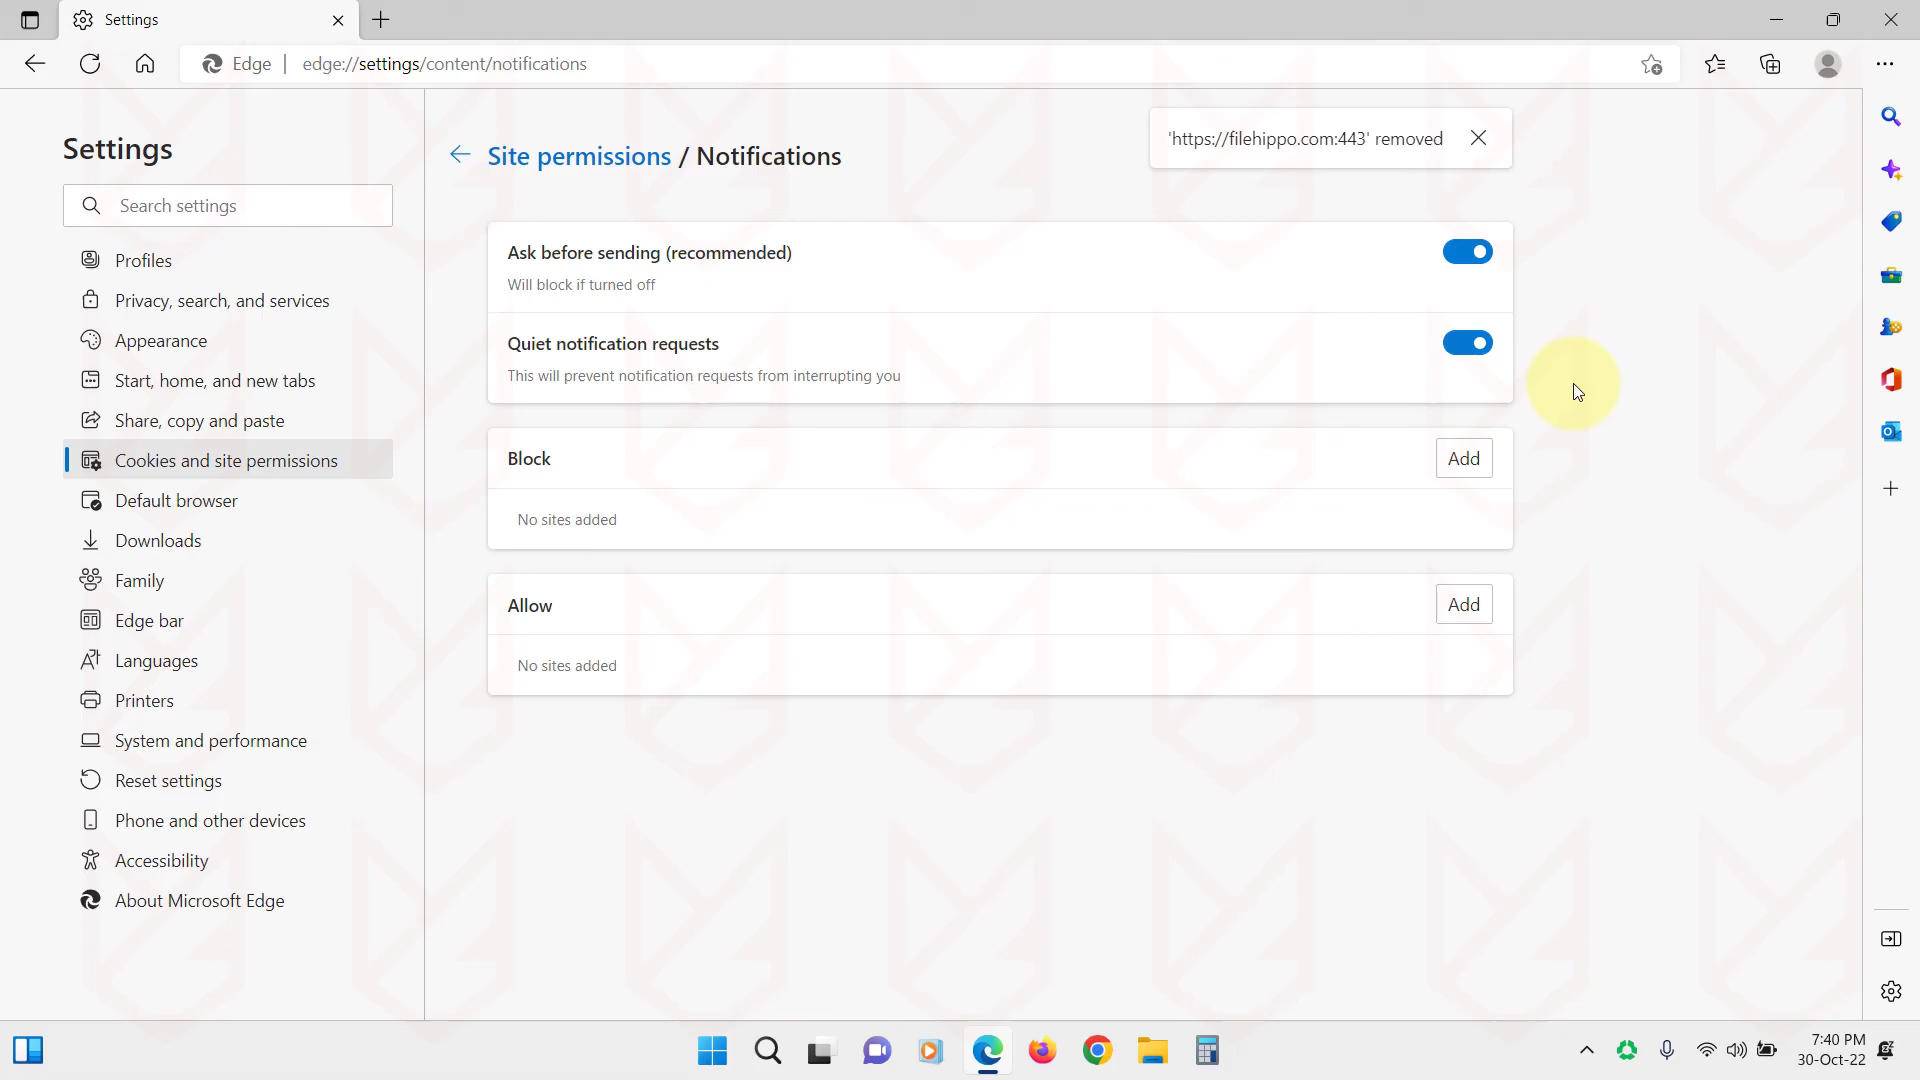 Settings
Edge
edge://settings/content/notifications
Settings
Search settings
Profiles
Privacy, search, and services
Appearance
Start, home, and new tabs
Share, copy and paste
Cookies and site permissions
Default browser
Downloads
Family
Edge bar
Languages
Printers
System and performance
Reset settings
Phone and other devices
Accessibility
About Microsoft Edge
Site permissions / Notifications
'https://filehippo.com:443' removed
Ask before sending (recommended)
Will block if turned off
Quiet notification requests
This will prevent notification requests from interrupting you
Block
Add
No sites added
Allow
Add
No sites added
7:40 PM
30-Oct-22